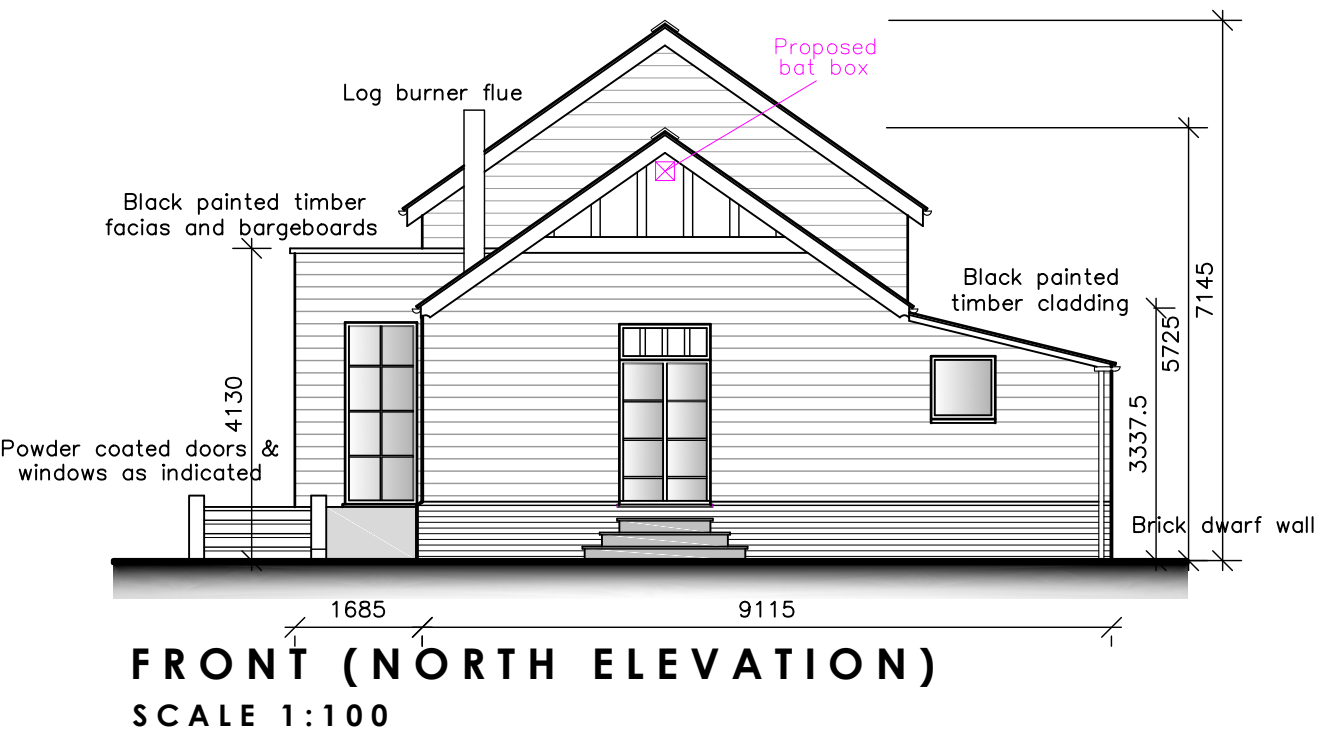 Proposed
bat box
Log burner flue
Black painted timber
facias and bargeboards
Black painted
timber cladding
7145
5725
4130
3337.5
Powder coated doors &
windows as indicated
Brick dwarf wall
1685
9115
FRONT (NORTH ELEVATION)
SCALE 1:100